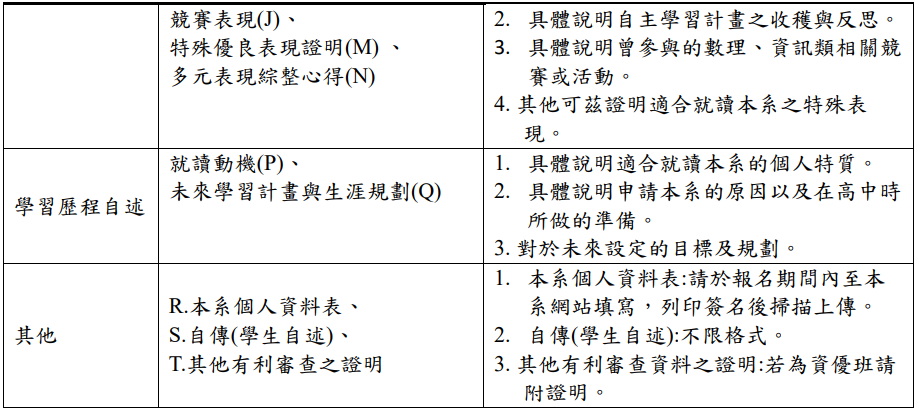 競賽表現(J)、
特殊優良表現證明(M) 、
多元表現綜整心得(N)
2. 具體說明自主學習計畫之收穫與反思。
3. 具體說明曾參與的數理、資訊類相關競
賽或活動。
4. 其他可茲證明適合就讀本系之特殊表
現。
學習歷程自述
就讀動機(P)、
未來學習計畫與生涯規劃(Q)
1. 具體說明適合就讀本系的個人特質。
2. 具體說明申請本系的原因以及在高中時
所做的準備。
3. 對於未來設定的目標及規劃。
其他
R.本系個人資料表、
S.自傳(學生自述)、
T.其他有利審查之證明
1. 本系個人資料表:請於報名期間內至本
系網站填寫，列印簽名後掃描上傳。
2. 自傳(學生自述):不限格式。
3. 其他有利審查資料之證明:若為資優班請
附證明。